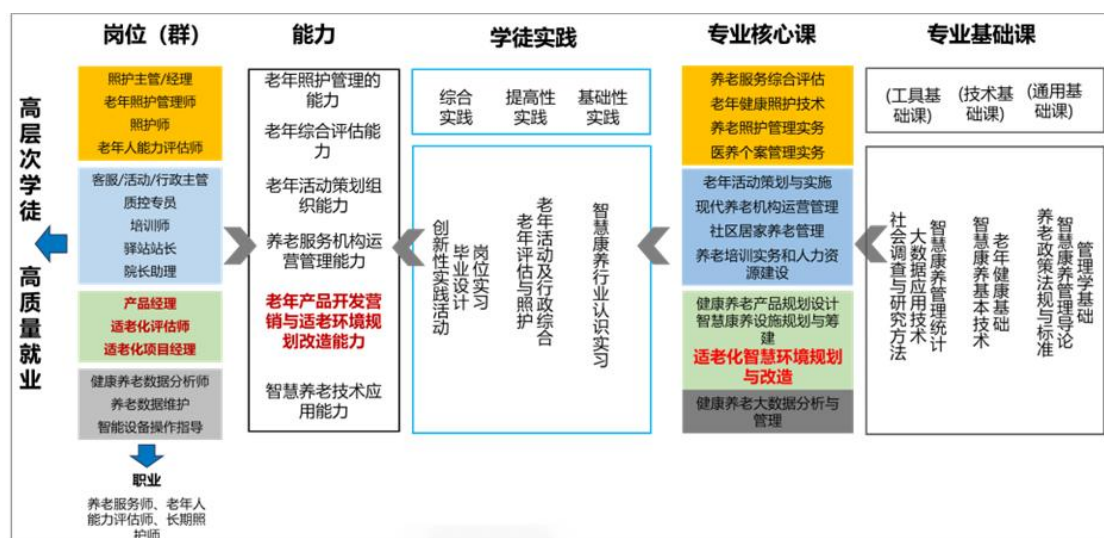 岗位（群）
能力
学徒实践
专业核心课
专业基础课
高层次学徒 高质量就业
照护主管/经理
老年照护管理师
照护师
老年人能力评估师
客服/活动/行政主管
质控专员
培训师
驿站站长
院长助理
产品经理
适老化评估师
适老化项目经理
健康养老数据分析师
养老数据维护
智能设备操作指导
职业
养老服务师、老年人
能力评估师、长期照
护师
老年照护管理的
能力
老年综合评估能
力
老年活动策划组
织能力
养老服务机构运
营管理能力
老年产品开发营
销与适老环境规
划改造能力
智慧养老技术应
用能力
综合
实践
提高性
实践
基础性
实践
岗位实习
毕业设计
创新性实践活动
老年活动及行政综合
老年评估与照护
智慧康养行业认识实习
养老服务综合评估
老年健康照护技术
养老照护管理实务
医养个案管理实务
老年活动策划与实施
现代养老机构运营管理
社区居家养老管理
养老培训实务和人力资
源建设
健康养老产品规划设计
智慧康养设施规划与筹
建
适老化智慧环境规划
与改造
健康养老大数据分析与
管理
(工具基
础课)
(技术基
础课)
(通用基
础课)
智慧康养管理统计
大数据应用技术
社会调查与研究方法
老年健康基础
智慧康养基本技术
管理学基础
智慧康养管理导论
养老政策法规与标准